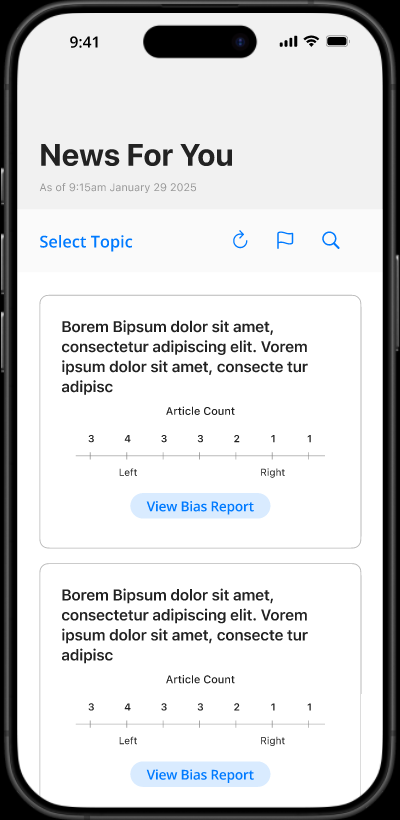 9:41
News For You
As of 9:15am January 29 2025
Select Topic
Borem Bipsum dolor sit amet,
consectetur adipiscing elit. Vorem
ipsum dolor sit amet, consecte tur
adipisc
Article Count
3 4 3 3 2 1 1
Left Right
View Bias Report
Borem Bipsum dolor sit amet,
consectetur adipiscing elit. Vorem
ipsum dolor sit amet, consecte tur
adipisc
Article Count
3 4 3 3 2 1 1
Left Right
View Bias Report